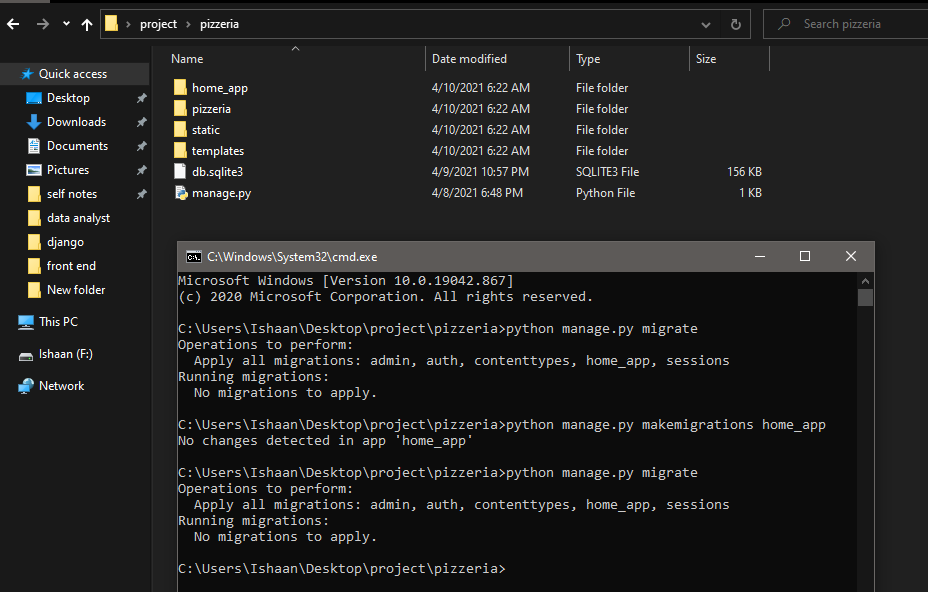 project > pizzeria
Search pizzeria
Name Date modified Type Size
Quick access
Desktop
Downloads
Documents
Pictures
self notes
data analyst
django
front end
New folder
This PC
Ishaan (F:)
Network
home_app 4/10/2021 6:22 AM File folder
pizzeria 4/10/2021 6:22 AM File folder
static 4/10/2021 6:22 AM File folder
templates 4/10/2021 6:22 AM File folder
db.sqlite3 4/9/2021 10:57 PM SQLITE3 File 156 KB
manage.py 4/8/2021 6:48 PM Python File 1 KB
C:\Windows\System32\cmd.exe
Microsoft Windows [Version 10.0.19042.867]
(c) 2020 Microsoft Corporation. All rights reserved.
C:\Users\Ishaan\Desktop\project\pizzeria>python manage.py migrate
Operations to perform:
  Apply all migrations: admin, auth, contenttypes, home_app, sessions
Running migrations:
  No migrations to apply.
C:\Users\Ishaan\Desktop\project\pizzeria>python manage.py makemigrations home_app
No changes detected in app 'home_app'
C:\Users\Ishaan\Desktop\project\pizzeria>python manage.py migrate
Operations to perform:
  Apply all migrations: admin, auth, contenttypes, home_app, sessions
Running migrations:
  No migrations to apply.
C:\Users\Ishaan\Desktop\project\pizzeria>